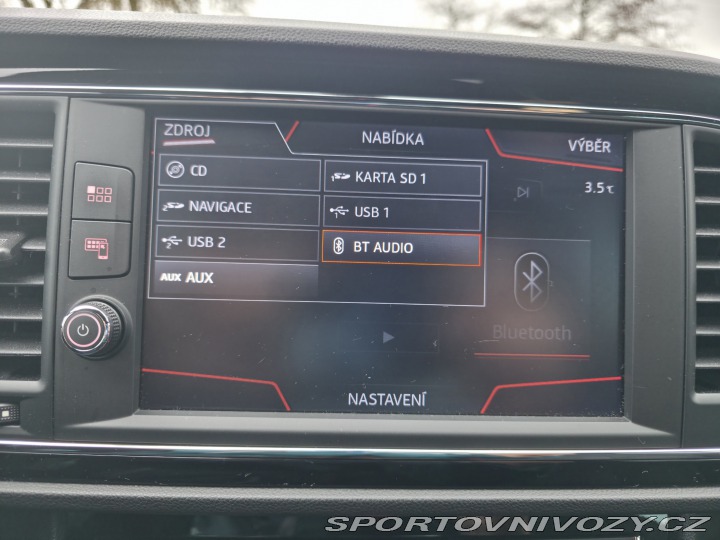 ZDROJ
NABÍDKA
VÝBĚR
CD
KARTA SD 1
3.5 °C
NAVIGACE
USB 1
USB 2
BT AUDIO
AUX AUX
Bluetooth
NASTAVENÍ
SPORTOVNIVOZY.CZ